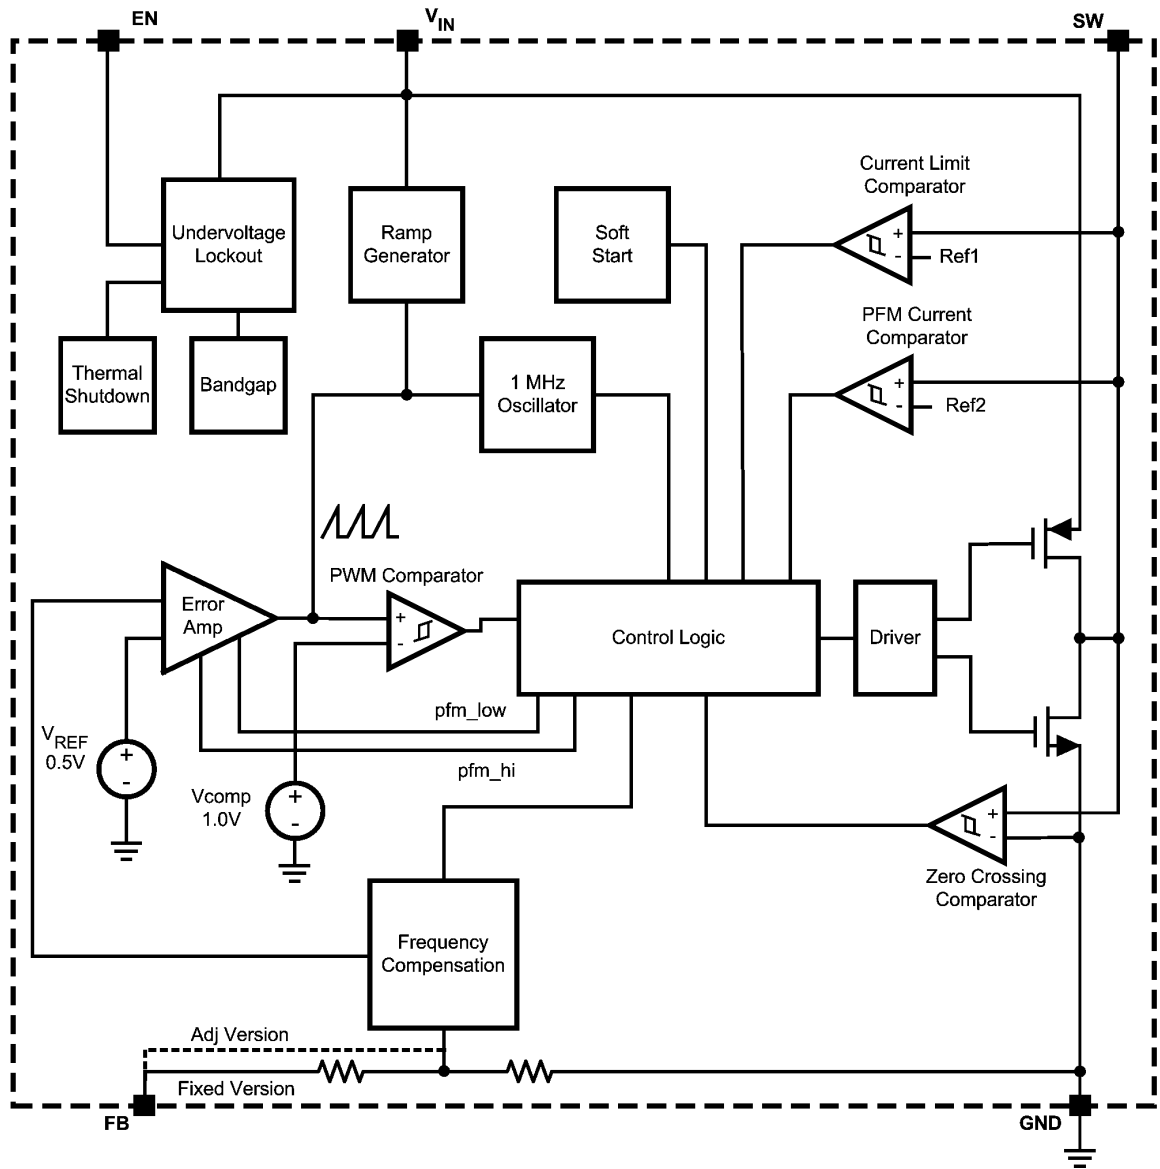 EN
VIN
SW
Current Limit
Comparator
Undervoltage
Lockout
Ramp
Generator
Soft
Start
+
-
Ref1
PFM Current
Comparator
Thermal
Shutdown
Bandgap
1 MHz
Oscillator
+
-
Ref2
PWM Comparator
Error
Amp
+
-
Control Logic
Driver
pfm_low
pfm_hi
VREF
0.5V
+
-
Vcomp
1.0V
+
-
+
-
Zero Crossing
Comparator
Frequency
Compensation
Adj Version
Fixed Version
FB
GND